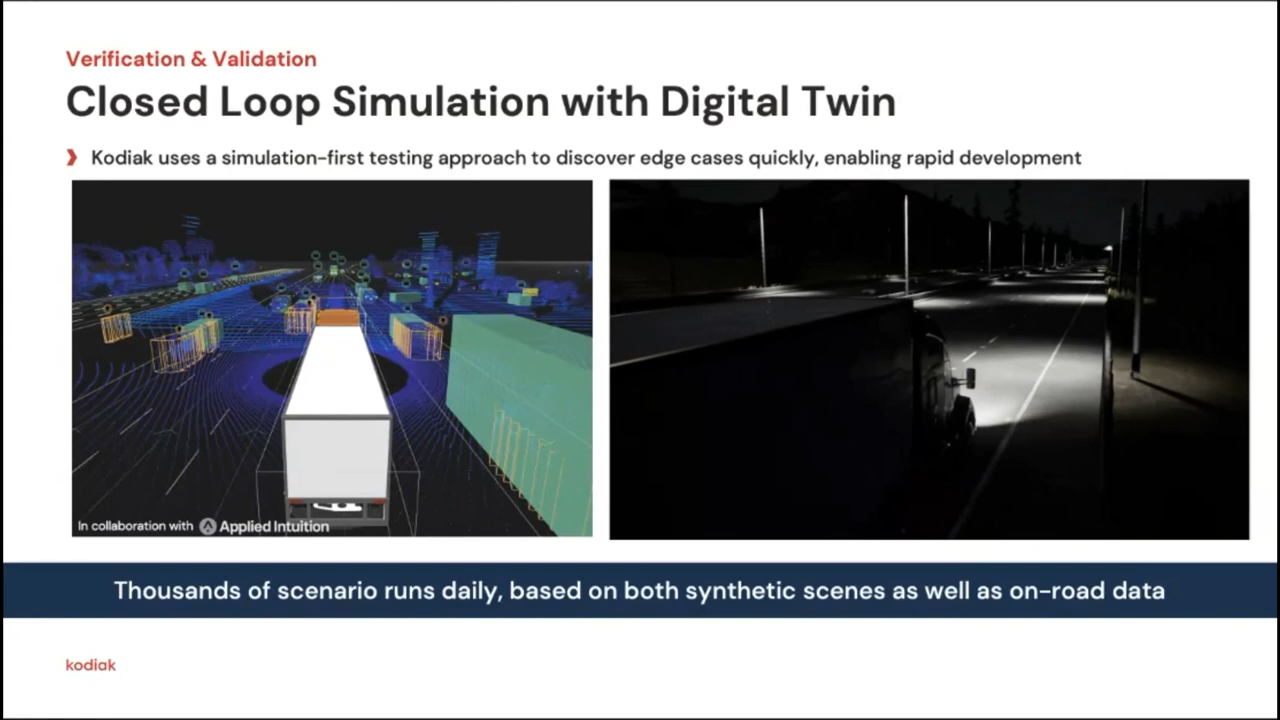 Verification & Validation
Closed Loop Simulation with Digital Twin
Kodiak uses a simulation-first testing approach to discover edge cases quickly, enabling rapid development
In collaboration with Applied Intuition
Thousands of scenario runs daily, based on both synthetic scenes as well as on-road data
kodiak